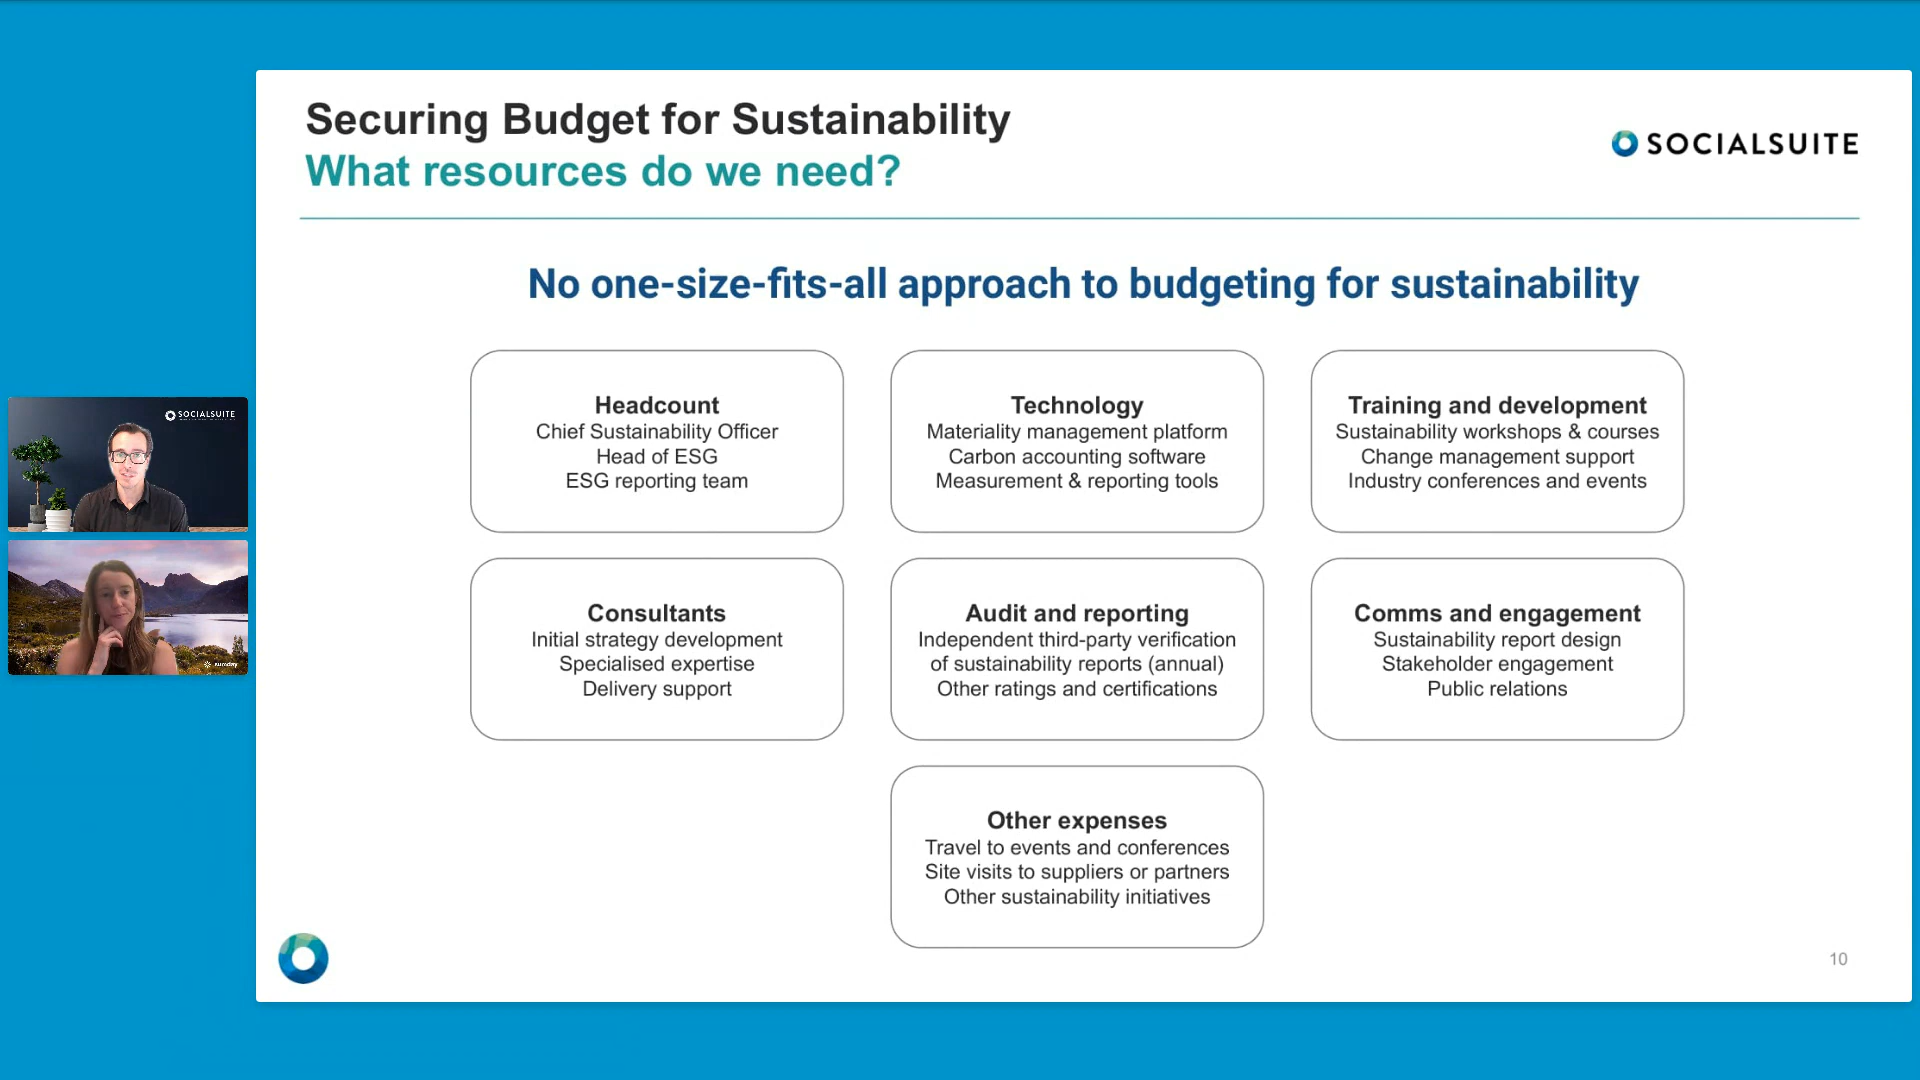 Securing Budget for Sustainability
What resources do we need?
SOCIALSUITE
No one-size-fits-all approach to budgeting for sustainability
Headcount
Chief Sustainability Officer
Head of ESG
ESG reporting team
Technology
Materiality management platform
Carbon accounting software
Measurement & reporting tools
Training and development
Sustainability workshops & courses
Change management support
Industry conferences and events
SOCIALSUITE
Consultants
Initial strategy development
Specialised expertise
Delivery support
Audit and reporting
Independent third-party verification
of sustainability reports (annual)
Other ratings and certifications
Comms and engagement
Sustainability report design
Stakeholder engagement
Public relations
Other expenses
Travel to events and conferences
Site visits to suppliers or partners
Other sustainability initiatives
10